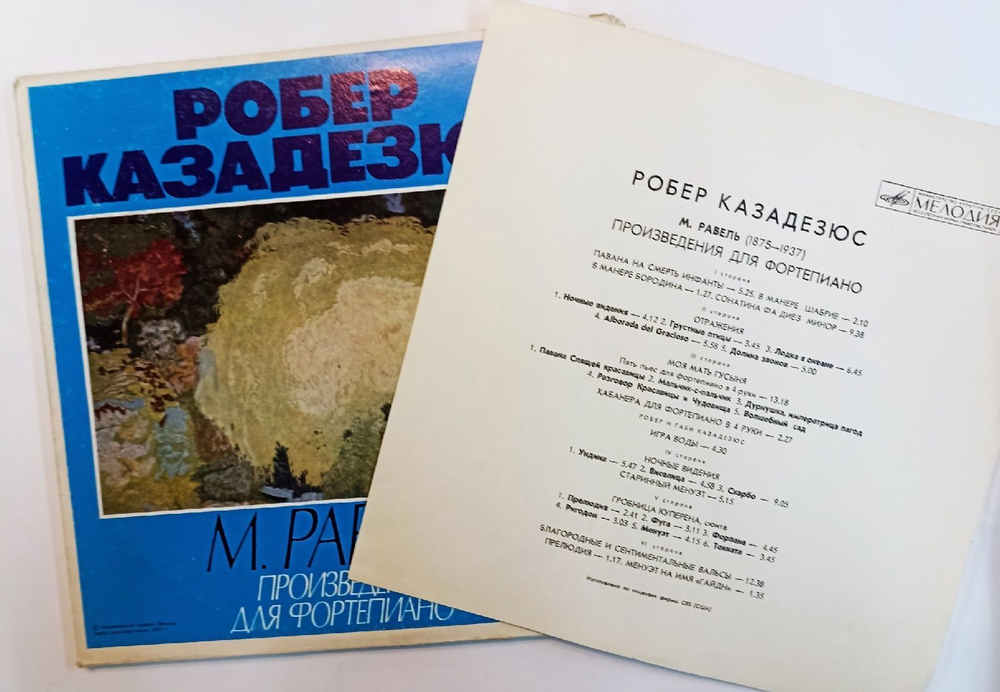 РОБЕР
КАЗАДЕЗЮ
М. РАВ
ПРОИЗВЕДЕН
ДЛЯ ФОРТЕПИАНО
МЕЛОДИЯ
РОБЕР КАЗАДЕЗЮС
М. РАВЕЛЬ (1875–1937)
ПРОИЗВЕДЕНИЯ ДЛЯ ФОРТЕПИАНО
I сторона
ПАВАНА НА СМЕРТЬ ИНФАНТЫ — 5.25. В МАНЕРЕ ШАБРИЕ — 2.10
В МАНЕРЕ БОРОДИНА — 1.27. СОНАТИНА ФА ДИЕЗ МИНОР — 9.38
II сторона
ОТРАЖЕНИЯ
1. Ночные видения — 4.12 2. Грустные птицы — 3.45 3. Лодка в океане — 6.45
4. Alborada del Gracioso — 5.58 5. Долина звонов — 5.00
III сторона
МОЯ МАТЬ ГУСЫНЯ
Пять пьес для фортепиано в 4 руки — 13.18
1. Павана Спящей красавицы 2. Мальчик-с-пальчик 3. Дурнушка, императрица пагод
4. Разговор Красавицы и Чудовища 5. Волшебный сад
ХАБАНЕРА ДЛЯ ФОРТЕПИАНО В 4 РУКИ — 2.27
РОБЕР И ГАБИ КАЗАДЕЗЮС
ИГРА ВОДЫ — 4.30
IV сторона
НОЧНЫЕ ВИДЕНИЯ
1. Ундина — 5.47 2. Виселица — 4.58 3. Скарбо — 9.05
СТАРИННЫЙ МЕНУЭТ — 5.15
V сторона
ГРОБНИЦА КУПЕРЕНА, сюита
1. Прелюдия — 2.41 2. Фуга — 3.11 3. Форлана — 4.45
4. Ригодон — 3.03 5. Менуэт — 4.15 6. Токката — 3.45
VI сторона
БЛАГОРОДНЫЕ И СЕНТИМЕНТАЛЬНЫЕ ВАЛЬСЫ — 12.38
ПРЕЛЮДИЯ — 1.17. МЕНУЭТ НА ИМЯ «ГАЙДН» — 1.35
Изготовлено по лицензии фирмы CBS (США)